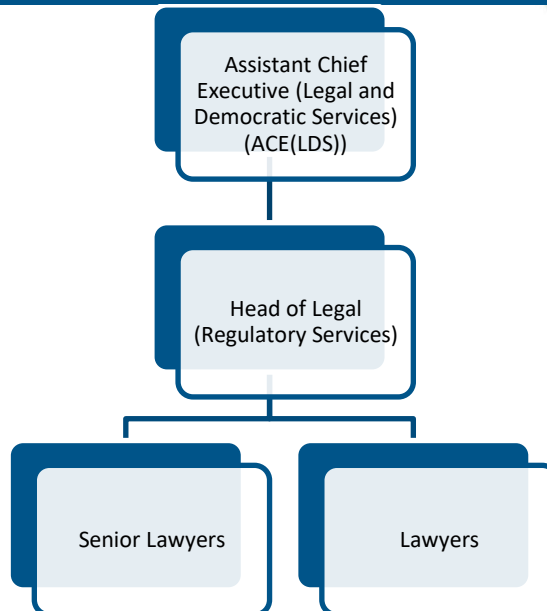 Assistant Chief
Executive (Legal and
Democratic Services)
(ACE(LDS))
Head of Legal
(Regulatory Services)
Senior Lawyers
Lawyers